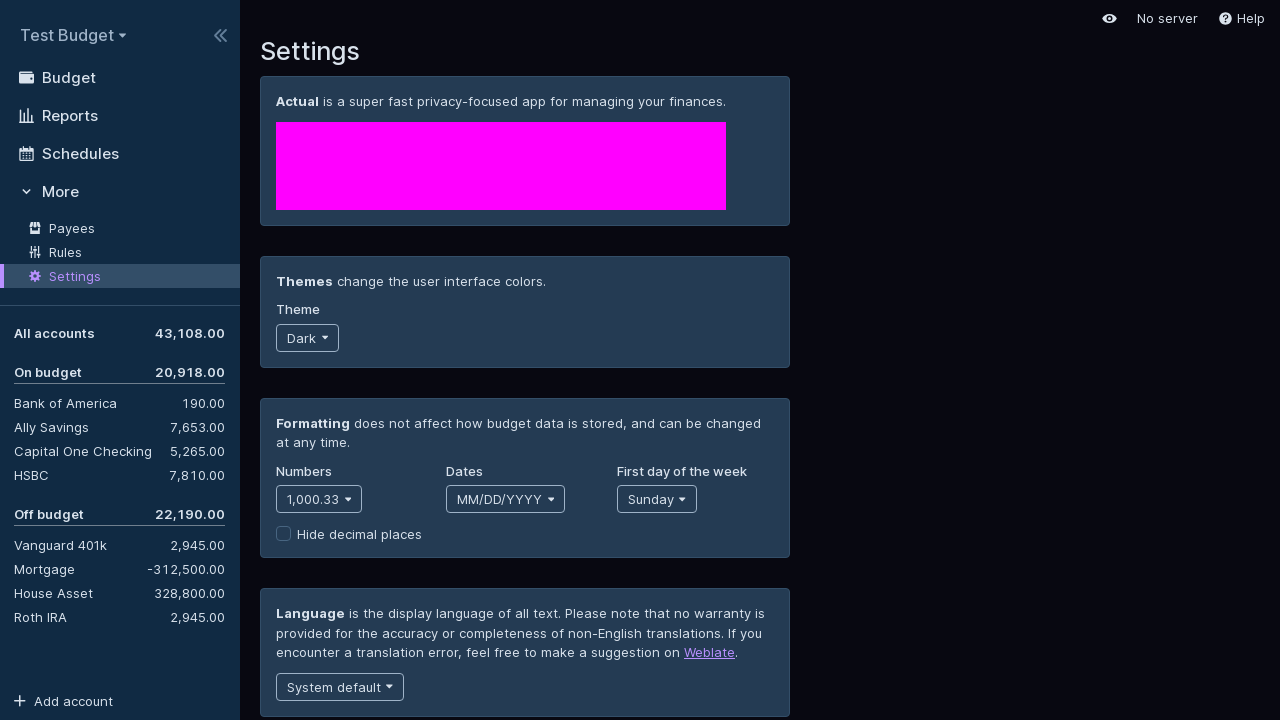 Test Budget
No server
Help
Settings
Budget
Reports
Schedules
More
Payees
Rules
Settings
All accounts 43,108.00
On budget 20,918.00
Bank of America 190.00
Ally Savings 7,653.00
Capital One Checking 5,265.00
HSBC 7,810.00
Off budget 22,190.00
Vanguard 401k 2,945.00
Mortgage -312,500.00
House Asset 328,800.00
Roth IRA 2,945.00
Add account
Actual is a super fast privacy-focused app for managing your finances.
Themes change the user interface colors.
Theme
Dark
Formatting does not affect how budget data is stored, and can be changed
at any time.
Numbers Dates First day of the week
1,000.33 MM/DD/YYYY Sunday
Hide decimal places
Language is the display language of all text. Please note that no warranty is
provided for the accuracy or completeness of non-English translations. If you
encounter a translation error, feel free to make a suggestion on Weblate.
System default